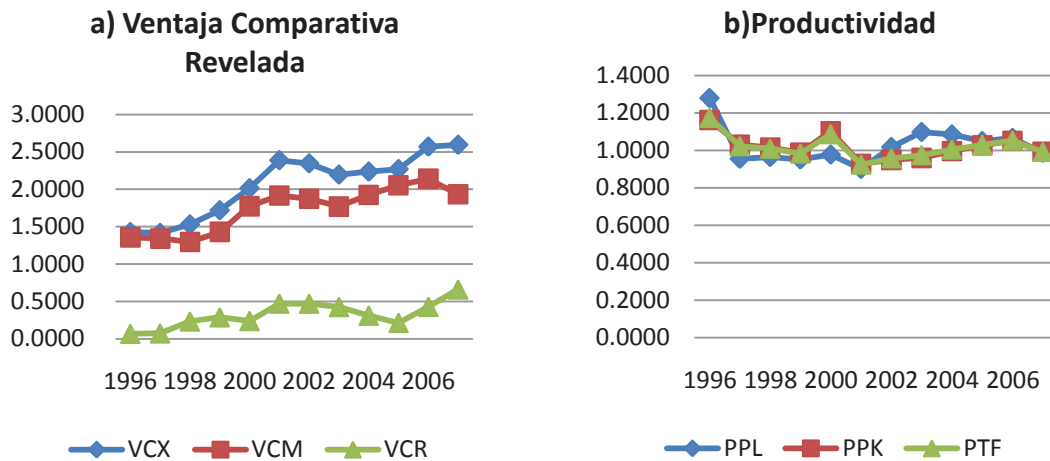 a) Ventaja Comparativa
Revelada
3.0000
2.5000
2.0000
1.5000
1.0000
0.5000
0.0000
1996 1998 2000 2002 2004 2006
VCX VCM VCR
b)Productividad
1.4000
1.2000
1.0000
0.8000
0.6000
0.4000
0.2000
0.0000
1996 1998 2000 2002 2004 2006
PPL PPK PTF